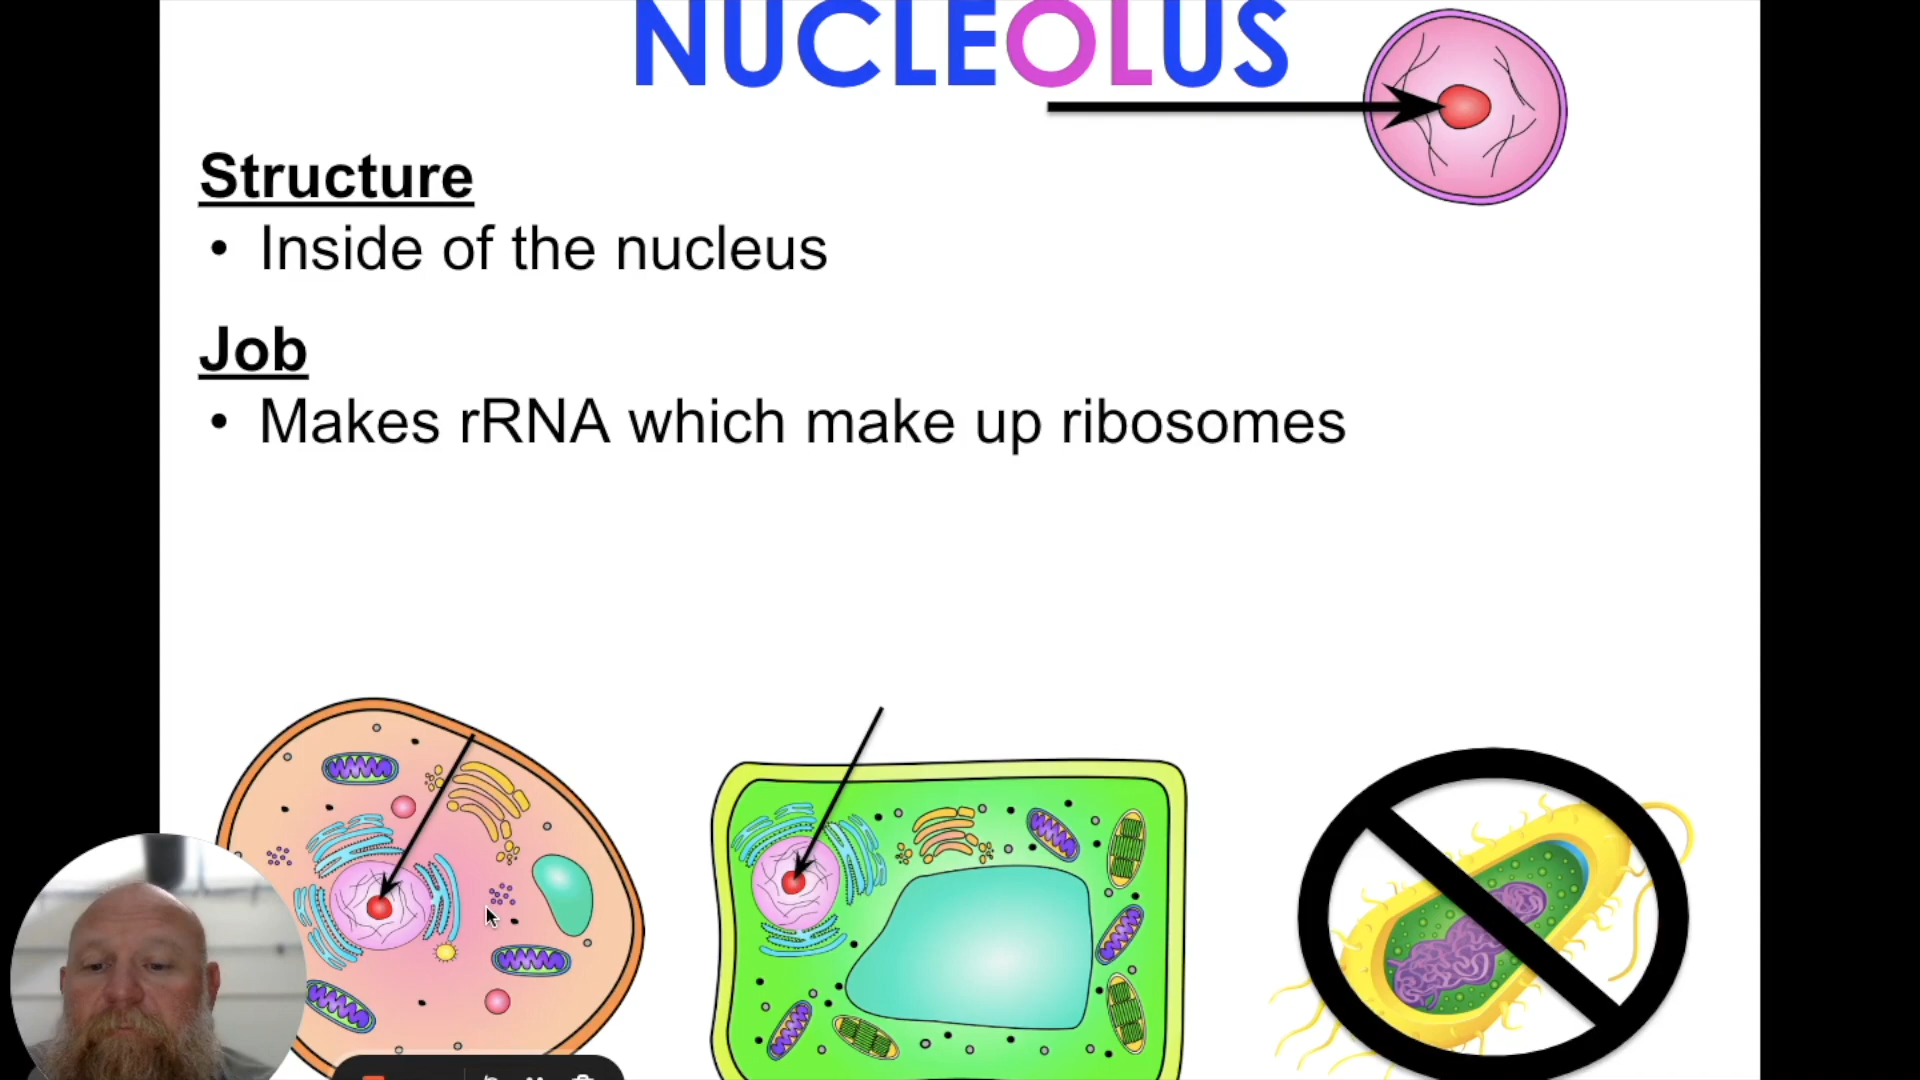 NUCLEOLUS
Structure
• Inside of the nucleus
Job
• Makes rRNA which make up ribosomes